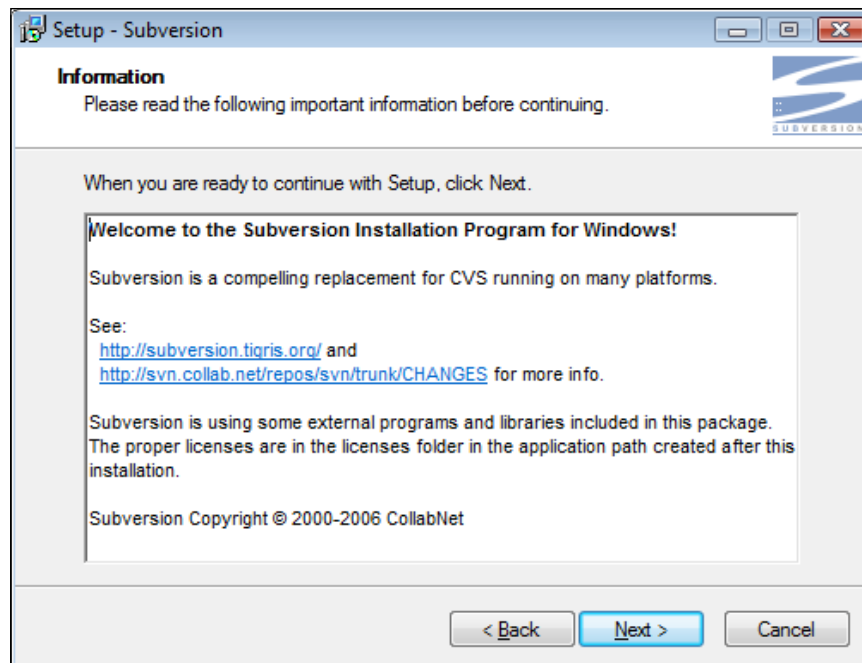 Setup - Subversion
Information
Please read the following important information before continuing.
SUBVERSION
When you are ready to continue with Setup, click Next.
Welcome to the Subversion Installation Program for Windows!
Subversion is a compelling replacement for CVS running on many platforms.
See:
http://subversion.tigris.org/ and
http://svn.collab.net/repos/svn/trunk/CHANGES for more info.
Subversion is using some external programs and libraries included in this package.
The proper licenses are in the licenses folder in the application path created after this
installation.
Subversion Copyright © 2000-2006 CollabNet
< Back
Next >
Cancel